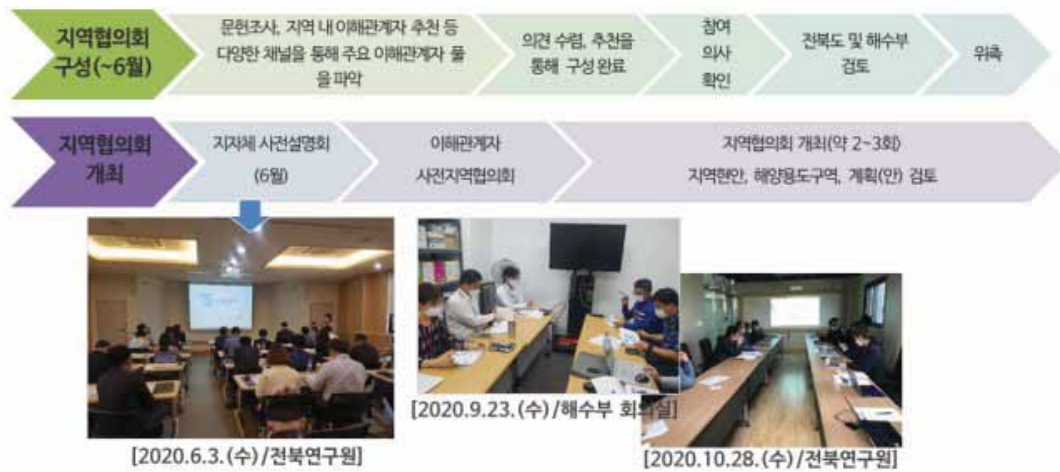 지역협의회
구성(~6월)
문헌조사, 지역 내 이해관계자 추천 등
다양한 채널을 통해 주요 이해관계자 풀
을 파악
의견 수렴, 추천을
통해 구성 완료
참여
의사
확인
전북도 및 해수부
검토
위촉
지역협의회
개최
지자체 사전설명회
(6월)
이해관계자
사전지역협의회
지역협의회 개최(약 2~3회)
지역현안, 해양용도구역, 계획(안) 검토
[2020.6.3.(수)/전북연구원]
[2020.9.23.(수)/해수부 회의실]
[2020.10.28.(수)/전북연구원]